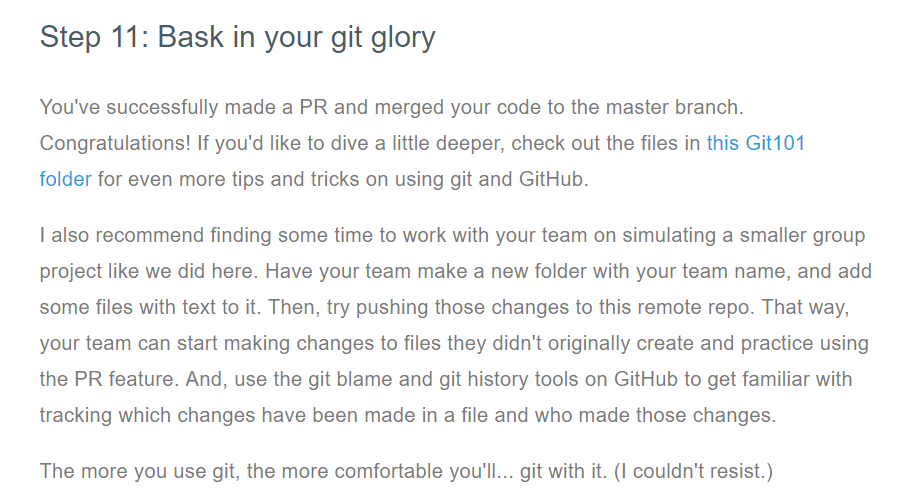 Step 11: Bask in your git glory
You've successfully made a PR and merged your code to the master branch.
Congratulations! If you'd like to dive a little deeper, check out the files in this Git101
folder for even more tips and tricks on using git and GitHub.
I also recommend finding some time to work with your team on simulating a smaller group
project like we did here. Have your team make a new folder with your team name, and add
some files with text to it. Then, try pushing those changes to this remote repo. That way,
your team can start making changes to files they didn't originally create and practice using
the PR feature. And, use the git blame and git history tools on GitHub to get familiar with
tracking which changes have been made in a file and who made those changes.
The more you use git, the more comfortable you'll... git with it. (I couldn't resist.)